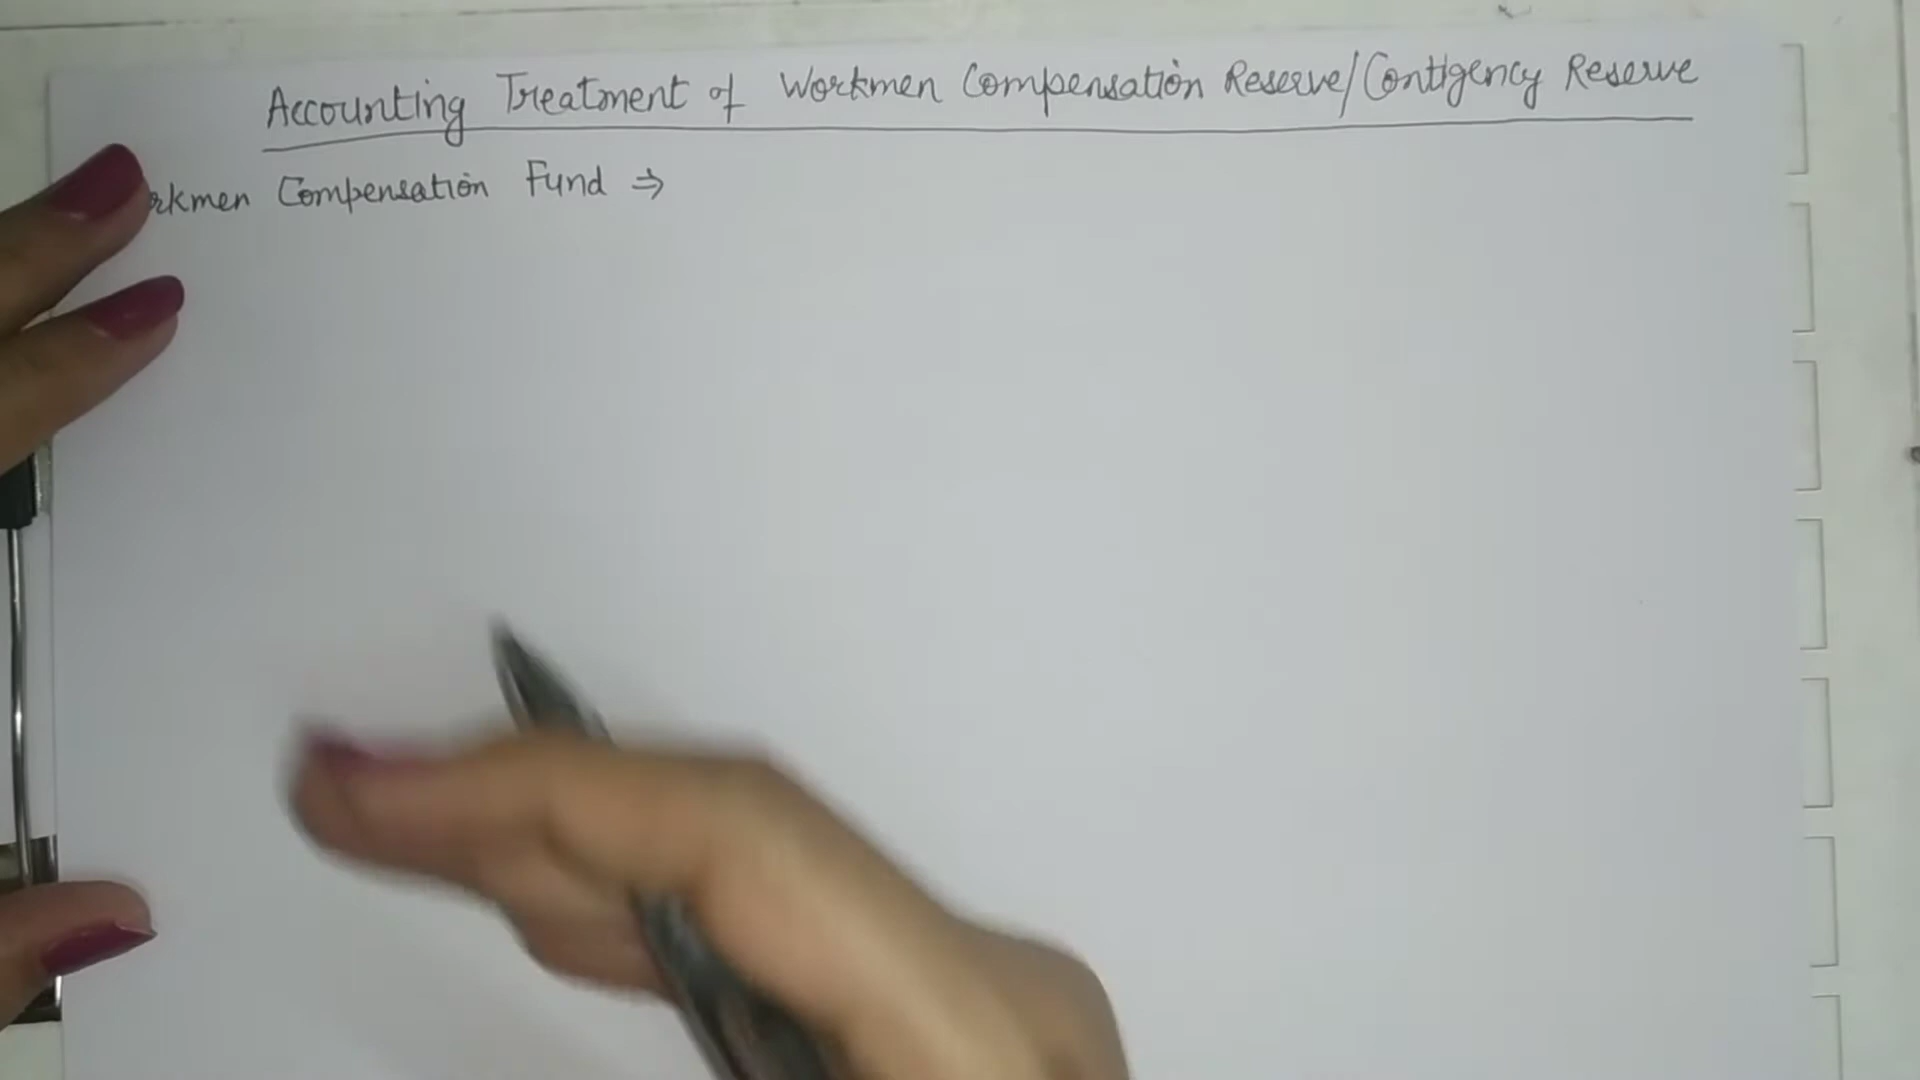 Accounting Treatment of Workmen Compensation Reserve/Contigency Reserve
rkmen Compensation Fund ⇒